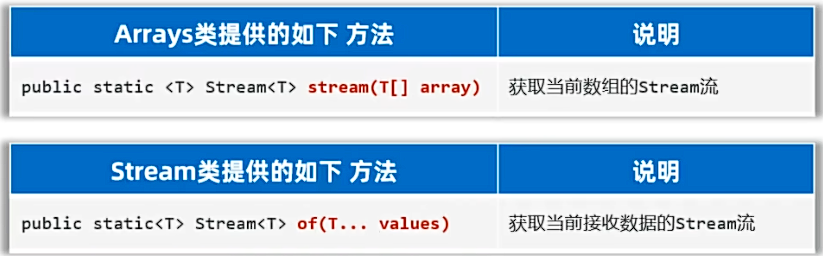 Arrays类提供的如下 方法 说明
public static <T> Stream<T> stream(T[] array) 获取当前数组的Stream流
Stream类提供的如下 方法 说明
public static<T> Stream<T> of(T... values) 获取当前接收数据的Stream流